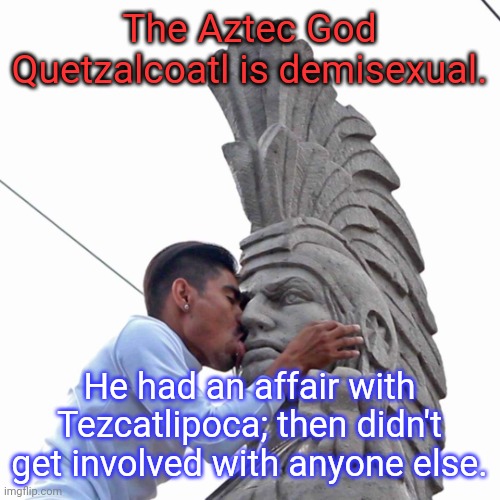 The Aztec God
Quetzalcoatl is demisexual.
He had an affair with
Tezcatlipoca; then didn't
get involved with anyone else.
imgflip.com